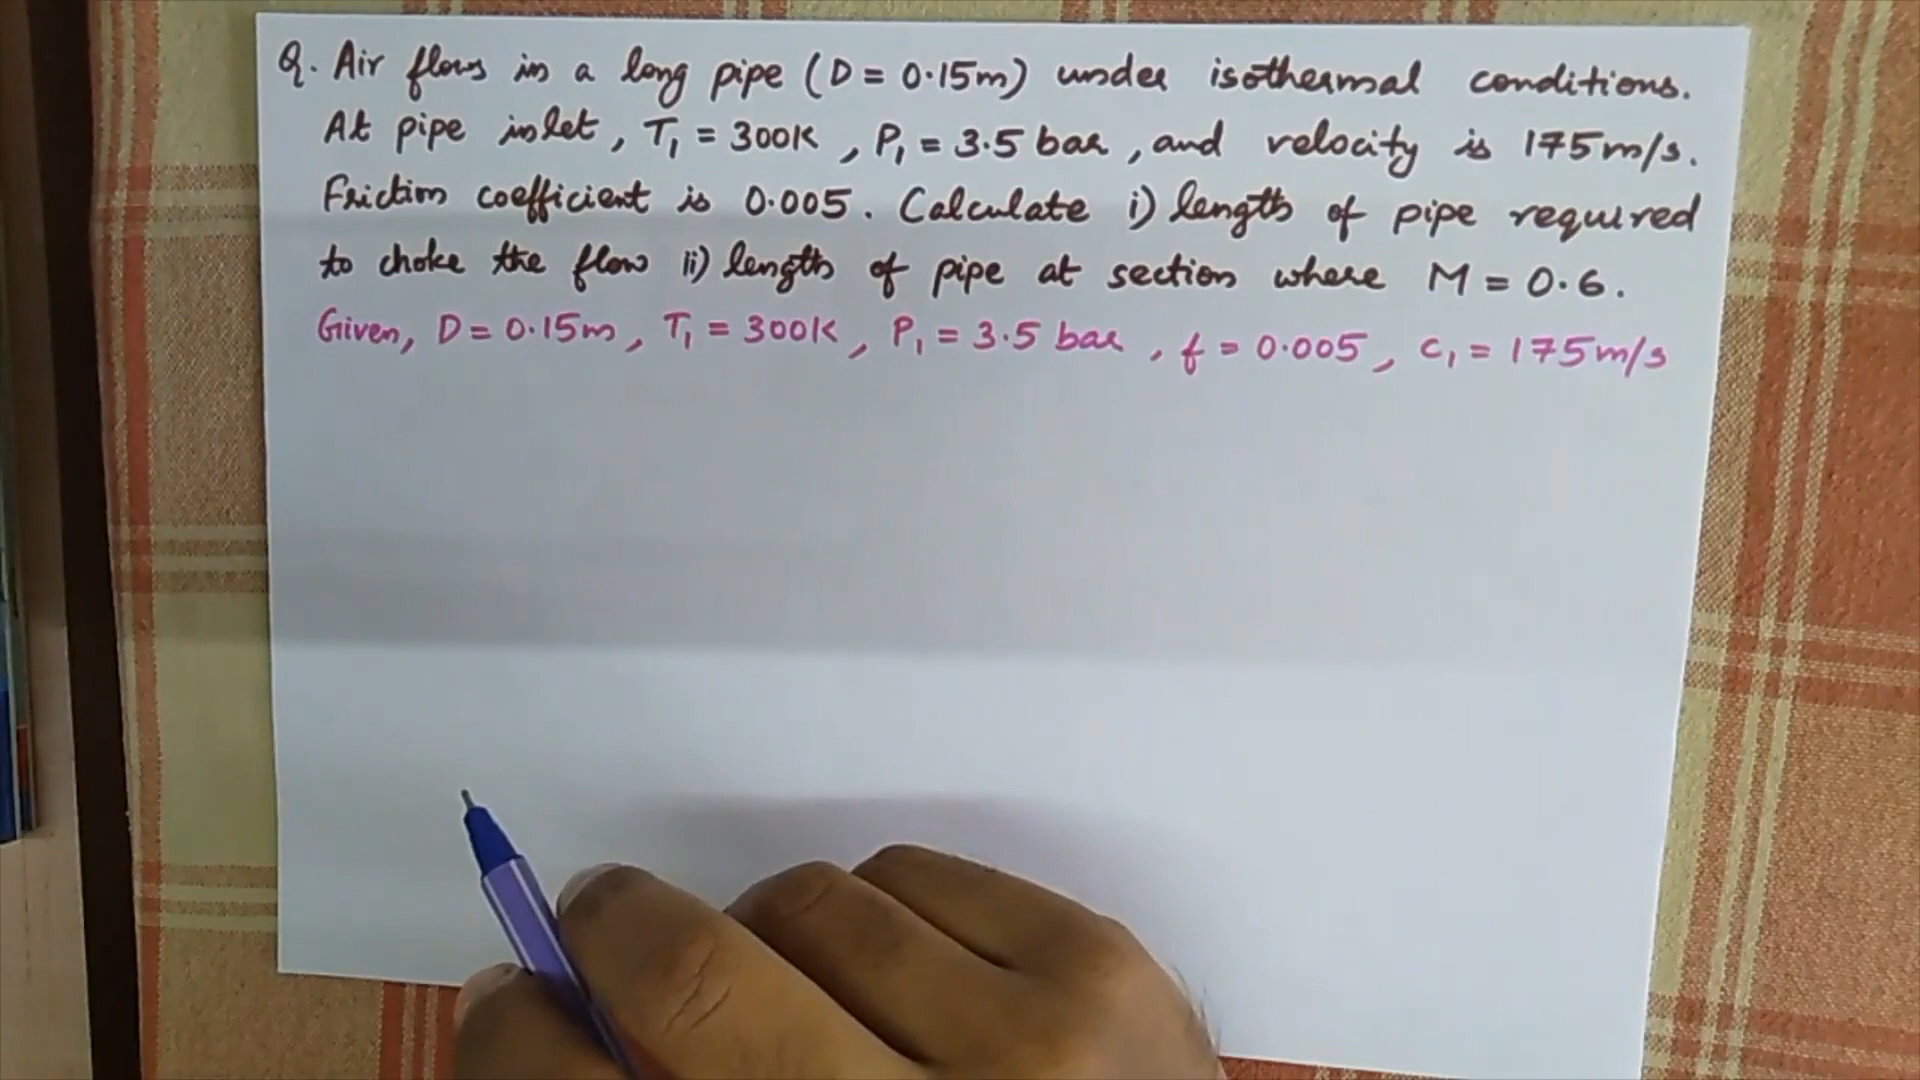 Q. Air flows in a long pipe (D = 0.15m) under isothermal conditions.
At pipe inlet, T₁ = 300K, P₁ = 3.5 bar, and velocity is 175m/s.
Friction coefficient is 0.005. Calculate i) length of pipe required
to choke the flow ii) length of pipe at section where M = 0.6.
Given, D = 0.15m, T₁ = 300K, P₁ = 3.5 bar, f = 0.005, c₁ = 175m/s